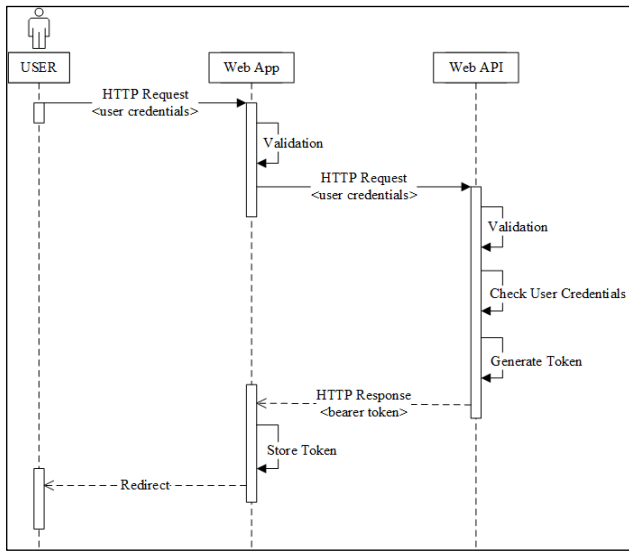 USER
Web App
Web API
HTTP Request
<user credentials>
Validation
HTTP Request
<user credentials>
Validation
Check User Credentials
Generate Token
HTTP Response
<bearer token>
Store Token
Redirect